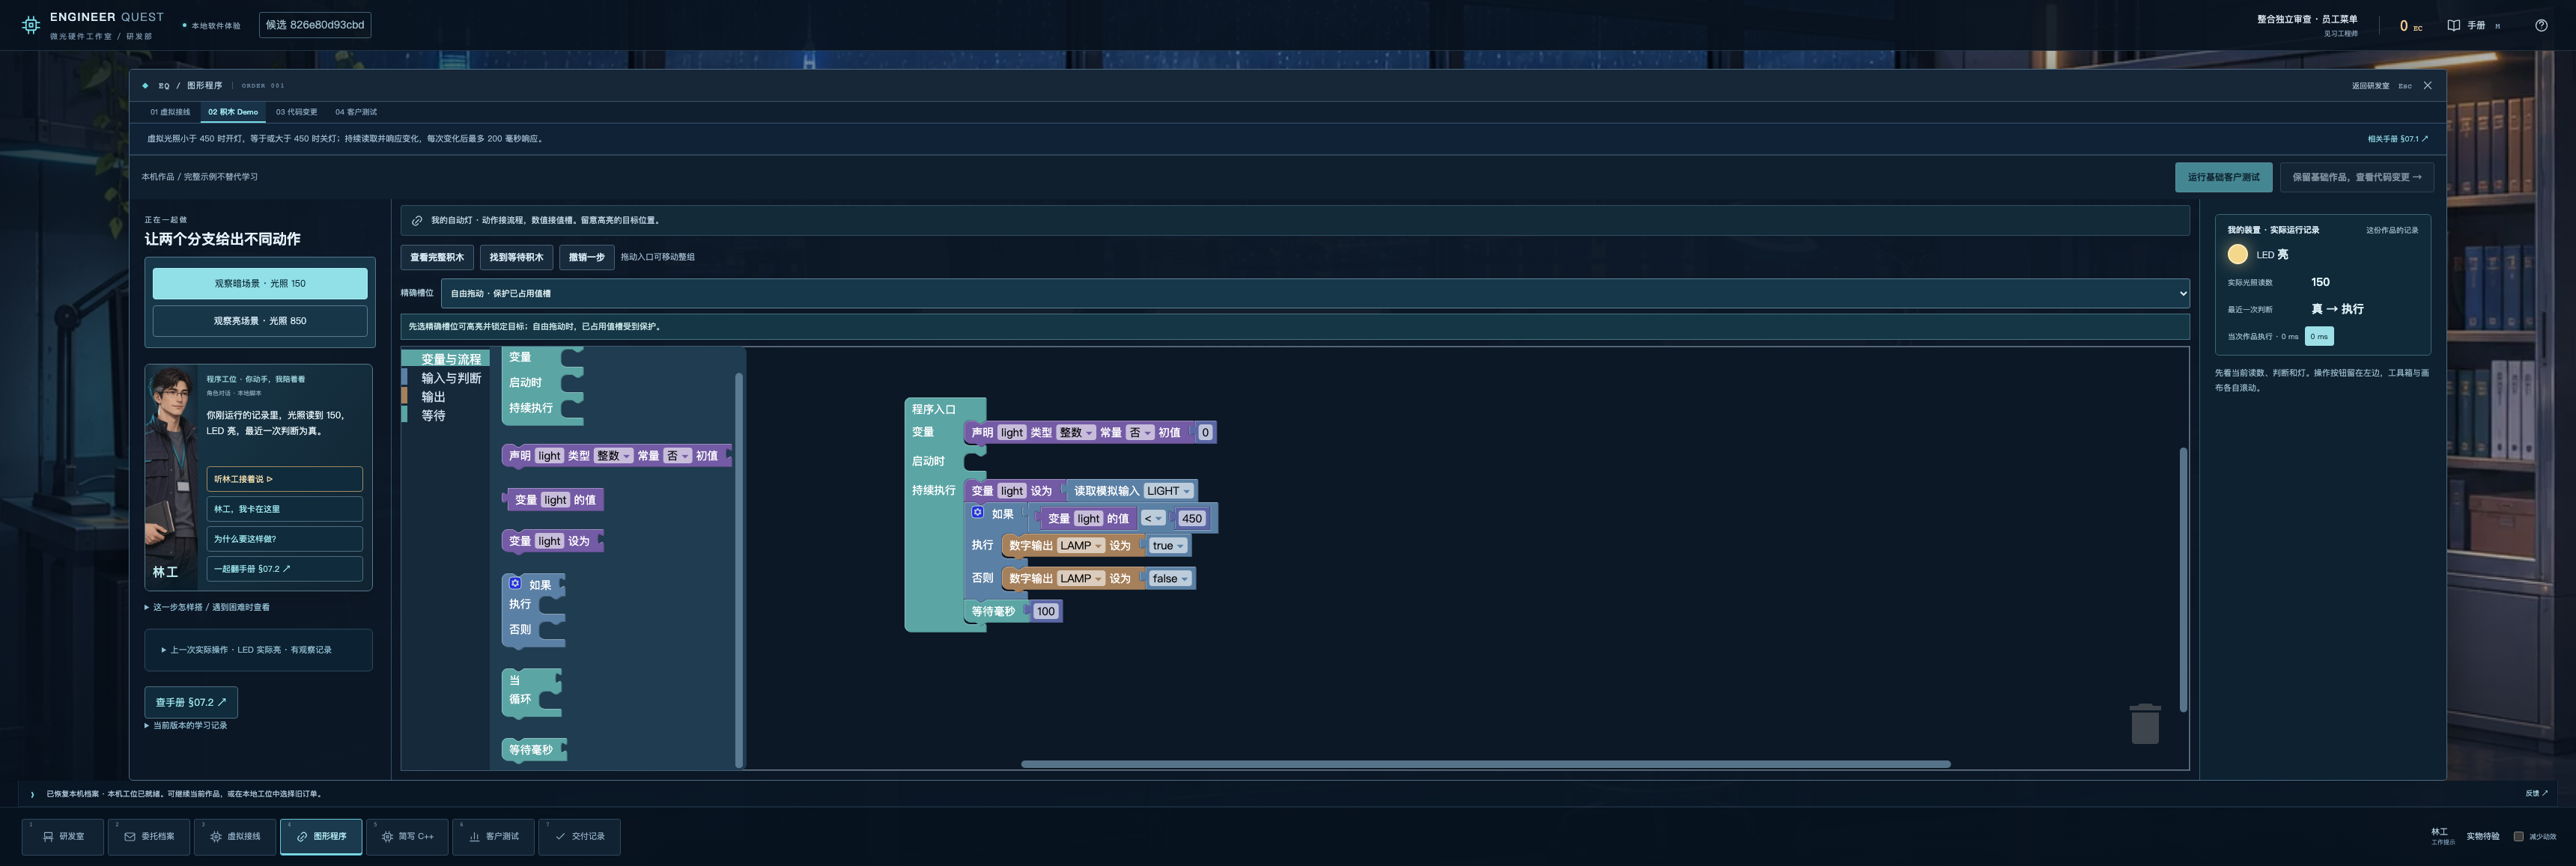 ENGINEER QUEST
微光硬件工作室 / 研发部
本地软件体验
候选 826e80d93cbd
整合独立审查 · 员工菜单
见习工程师
0 EC
手册 M
EQ / 图形程序 | ORDER 001
返回研发室 Esc
01 虚拟接线
02 积木 Demo
03 代码变更
04 客户测试
虚拟光照小于 450 时开灯，等于或大于 450 时关灯；持续读取并响应变化，每次变化后最多 200 毫秒响应。
相关手册 §07.1 ↗
本机作品 / 完整示例不替代学习
运行基础客户测试
保留基础作品，查看代码变更 →
正在一起做
让两个分支给出不同动作
观察暗场景 · 光照 150
观察亮场景 · 光照 850
程序工位 · 你动手，我陪着看
角色对话 · 本地脚本
你刚运行的记录里，光照读到 150，
LED 亮，最近一次判断为真。
听林工接着说 ▷
林工，我卡在这里
为什么要这样做？
一起翻手册 §07.2 ↗
林工
▶ 这一步怎样搭 / 遇到困难时查看
▶ 上一次实际操作 · LED 实际亮 · 有观察记录
查手册 §07.2 ↗
▶ 当前版本的学习记录
我的自动灯 · 动作接流程，数值接值槽。留意高亮的目标位置。
查看完整积木
找到等待积木
撤销一步
拖动入口可移动整组
精确槽位
自由拖动 · 保护已占用值槽
先选精确槽位可高亮并锁定目标；自由拖动时，已占用值槽受到保护。
变量与流程
输入与判断
输出
等待
变量
启动时
持续执行
声明 light 类型 整数 常量 否 初值
变量 light 的值
变量 light 设为
如果
执行
否则
当
循环
等待毫秒
程序入口
变量 声明 light 类型 整数 常量 否 初值 0
启动时
持续执行 变量 light 设为 读取模拟输入 LIGHT
如果 变量 light 的值 < 450
执行 数字输出 LAMP 设为 true
否则 数字输出 LAMP 设为 false
等待毫秒 100
我的装置 · 实际运行记录
这份作品的记录
LED 亮
实际光照读数 150
最近一次判断 真 → 执行
当次作品执行 · 0 ms 0 ms
先看当前读数、判断和灯。操作按钮留在左边，工具箱与画
布各自滚动。
已恢复本机档案 · 本机工位已就绪。可继续当前作品，或在本地工位中选择旧订单。
反馈 ↗
1 研发室
2 委托档案
3 虚拟接线
4 图形程序
5 简写 C++
6 客户测试
7 交付记录
林工
工作提示
实物待验
减少动效